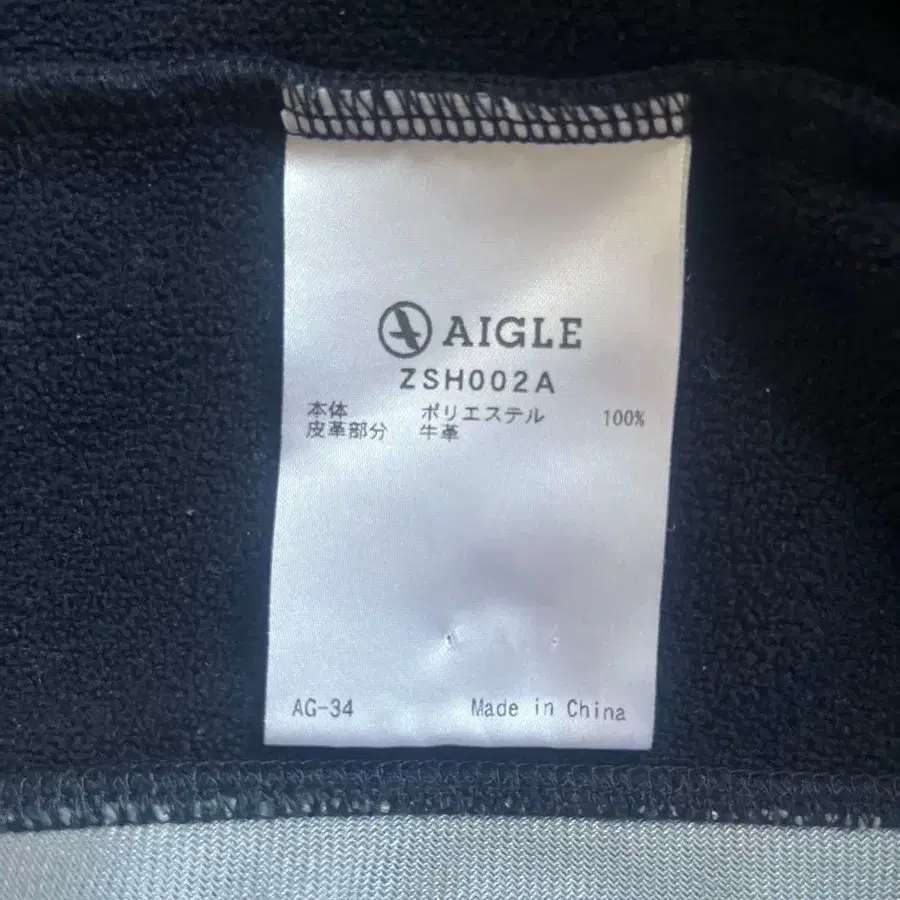 AIGLE
ZSH002A
本体 ポリエステル 100%
皮革部分 牛革
AG-34 Made in China